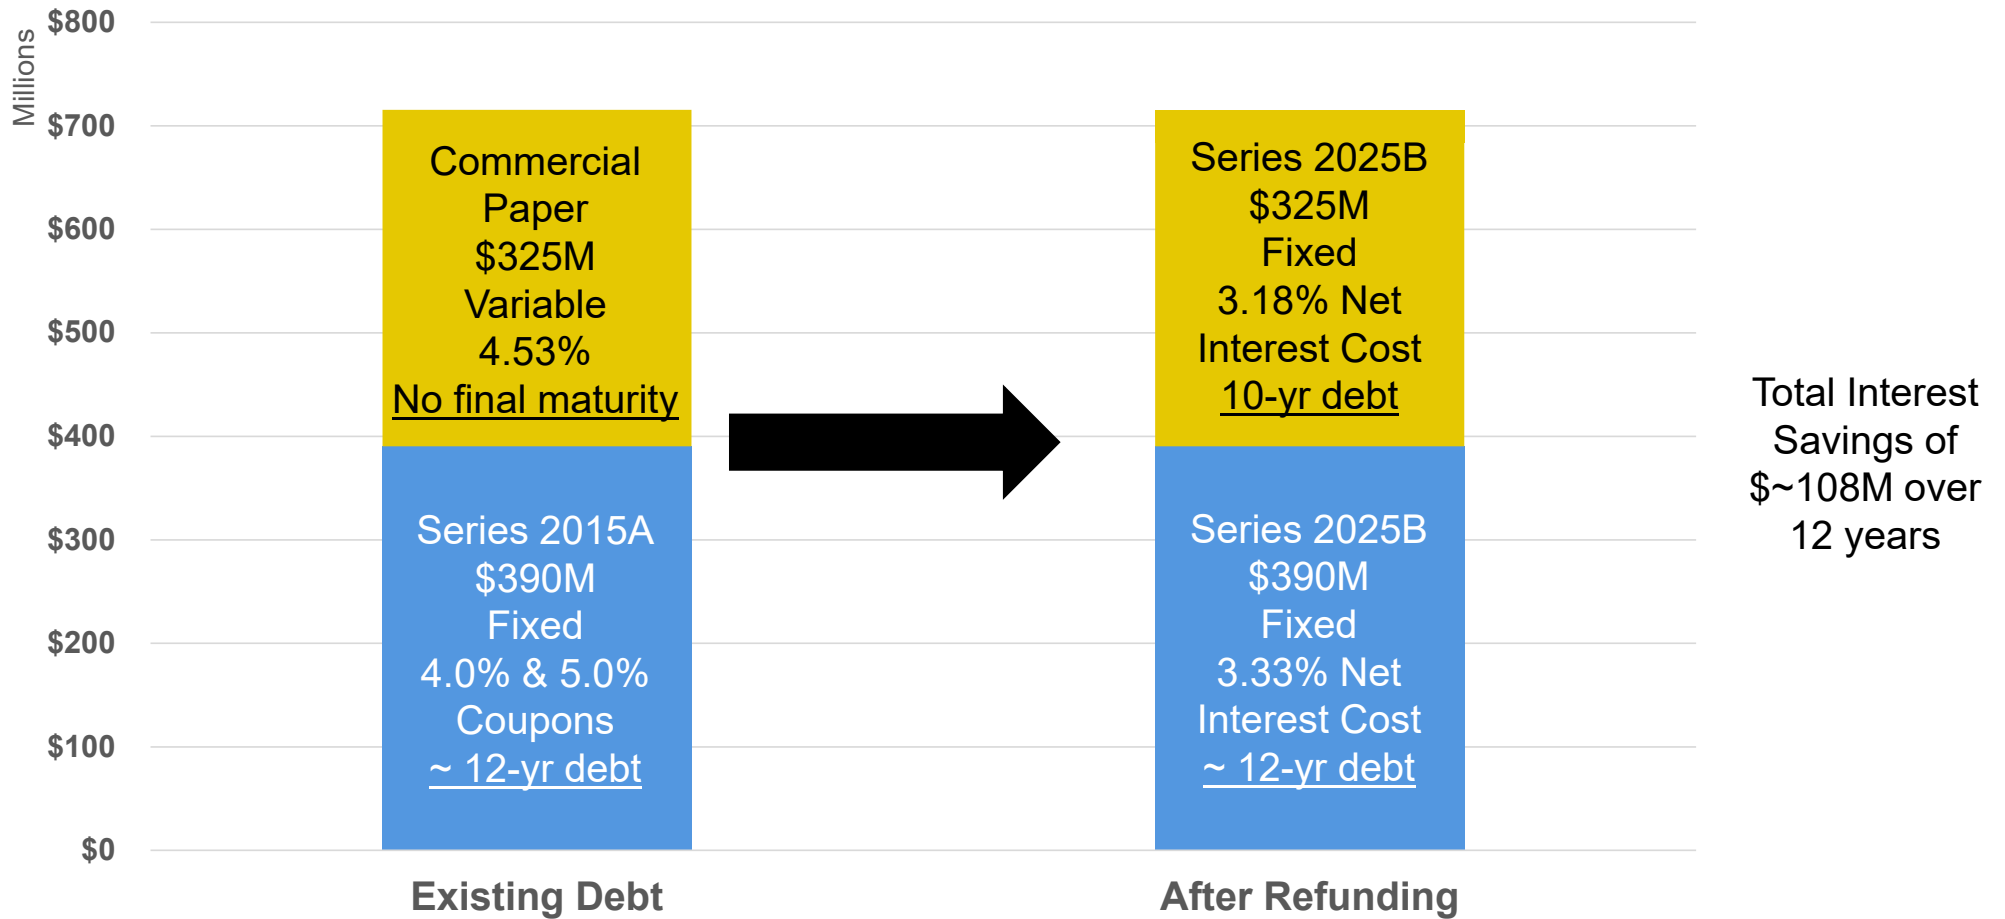 Millions
$800
$700
$600
$500
$400
$300
$200
$100
$0
Commercial
Paper
$325M
Variable
4.53%
No final maturity
Series 2015A
$390M
Fixed
4.0% & 5.0%
Coupons
~ 12-yr debt
Existing Debt
Series 2025B
$325M
Fixed
3.18% Net
Interest Cost
10-yr debt
Series 2025B
$390M
Fixed
3.33% Net
Interest Cost
~ 12-yr debt
After Refunding
Total Interest
Savings of
$~108M over
12 years